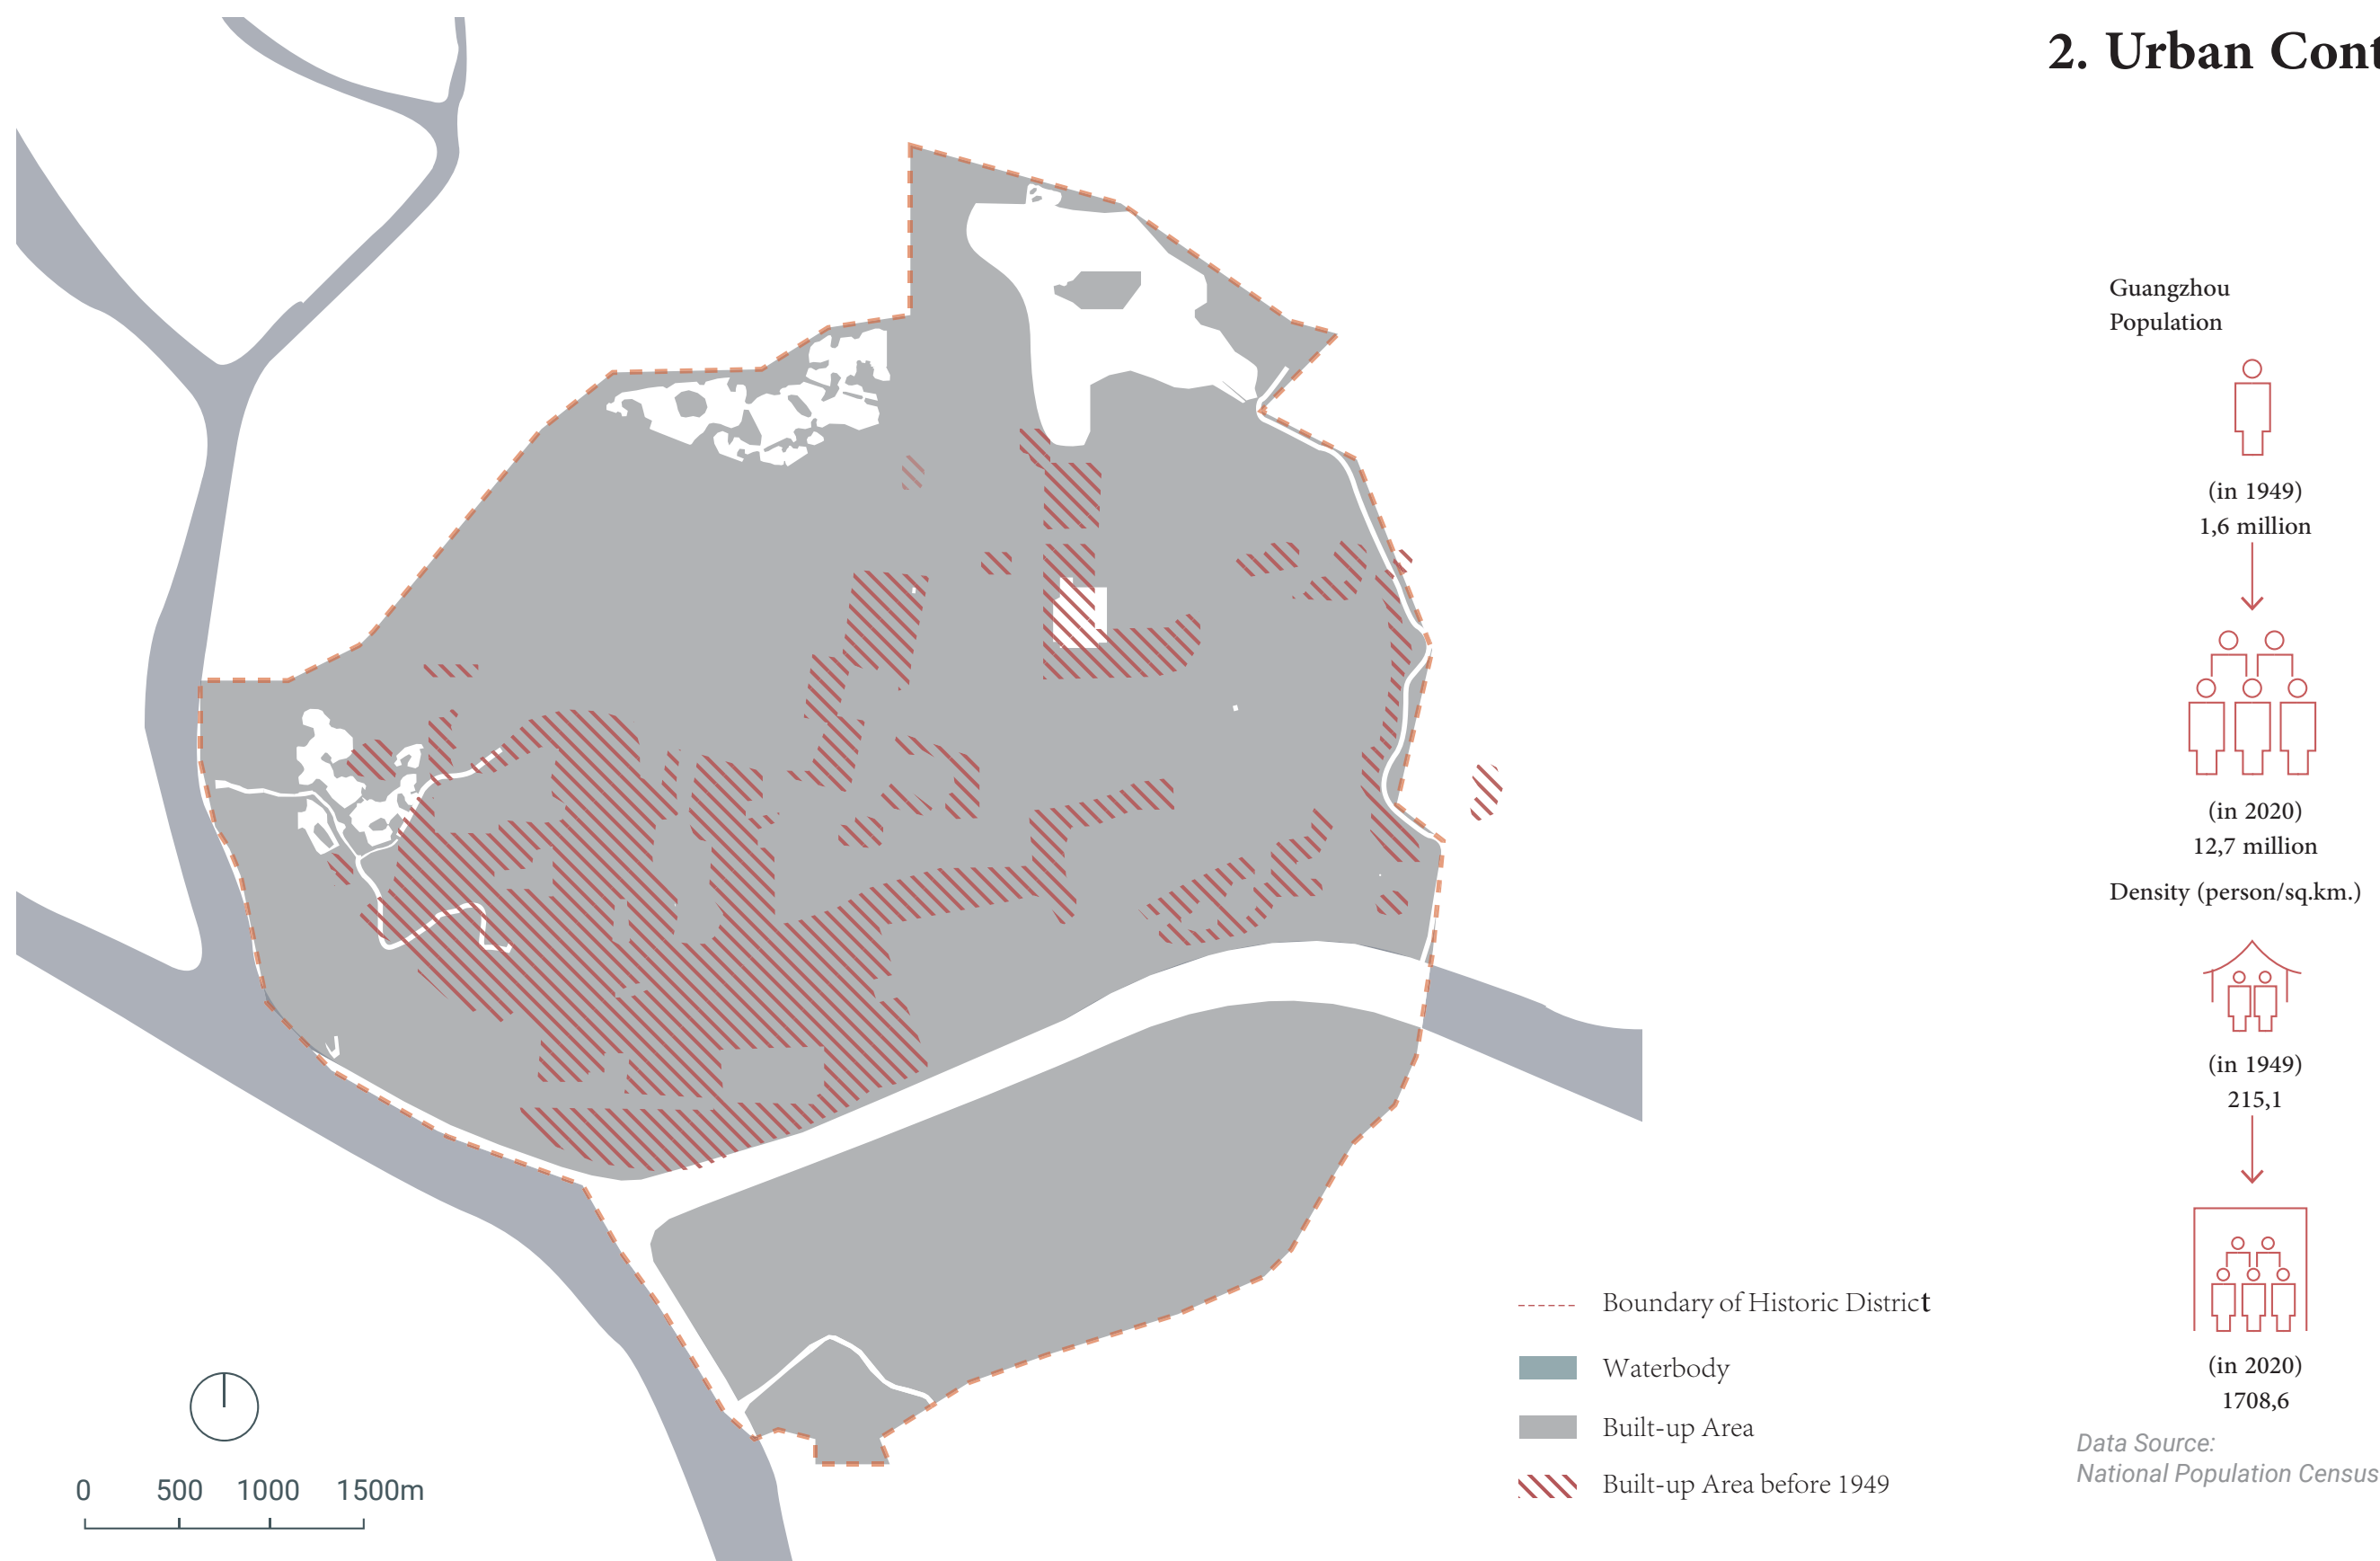 2. Urban Cont
Guangzhou
Population
(in 1949)
1,6 million
(in 2020)
12,7 million
Density (person/sq.km.)
(in 1949)
215,1
(in 2020)
1708,6
Data Source:
National Population Census
Boundary of Historic District
Waterbody
Built-up Area
Built-up Area before 1949
0 500 1000 1500m